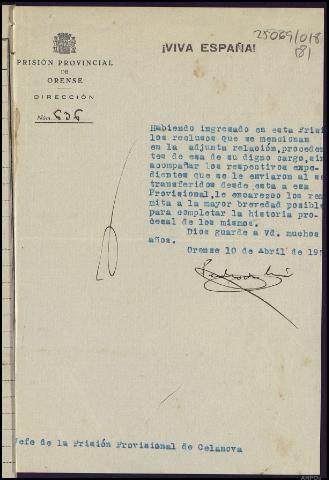 25069/018
(8)
¡VIVA ESPAÑA!
PRISIÓN PROVINCIAL
DE
ORENSE
DIRECCIÓN
Núm. 636
Habiendo ingresado en esta Prisi
los reclusos que se mencionan
en la adjunta relación, proceden
tes de esa de su digno cargo, sin
acompañar los respectivos expe-
dientes que se le enviaron al se
transferidos desde esta a esa
Provisional, le encarezco los re
mita a la mayor brevedad posible
para completar la historia pro-
cesal de los mismos.
Dios guarde a Vd. muchos
años.
Orense 10 de Abril de 19
Jefe de la Prisión Provisional de Celanova